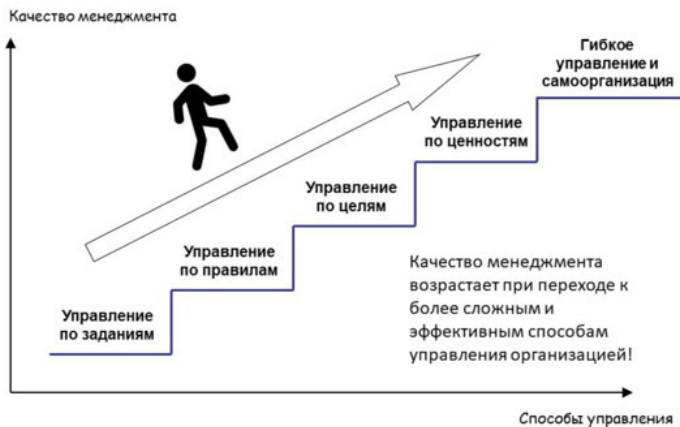 Качество менеджмента
Гибкое
управление и
самоорганизация
Управление
по ценностям
Управление
по целям
Управление
по правилам
Управление
по заданиям
Качество менеджмента
возрастает при переходе к
более сложным и
эффективным способам
управления организацией!
Способы управления